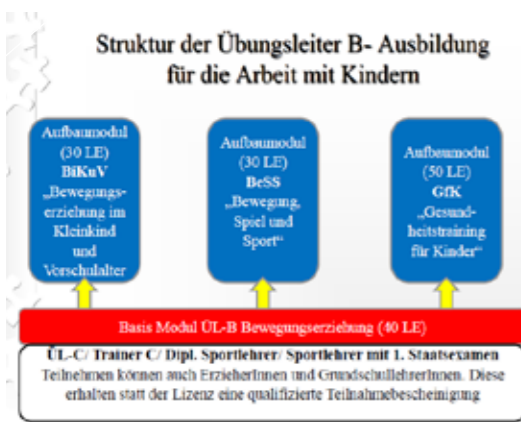 Struktur der Übungsleiter B- Ausbildung
für die Arbeit mit Kindern
Aufbaumodul
(30 LE)
BiKuV
„Bewegungs-
erziehung im
Kleinkind
und
Vorschulalter
Aufbaumodul
(30 LE)
BeSS
„Bewegung,
Spiel und
Sport“
Aufbaumodul
(50 LE)
GfK
„Gesund-
heitstraining
für Kinder“
Basis Modul ÜL-B Bewegungserziehung (40 LE)
ÜL-C/ Trainer C/ Dipl. Sportlehrer/ Sportlehrer mit 1. Staatsexamen
Teilnehmen können auch ErzieherInnen und GrundschullehrerInnen. Diese
erhalten statt der Lizenz eine qualifizierte Teilnahmebescheinigung